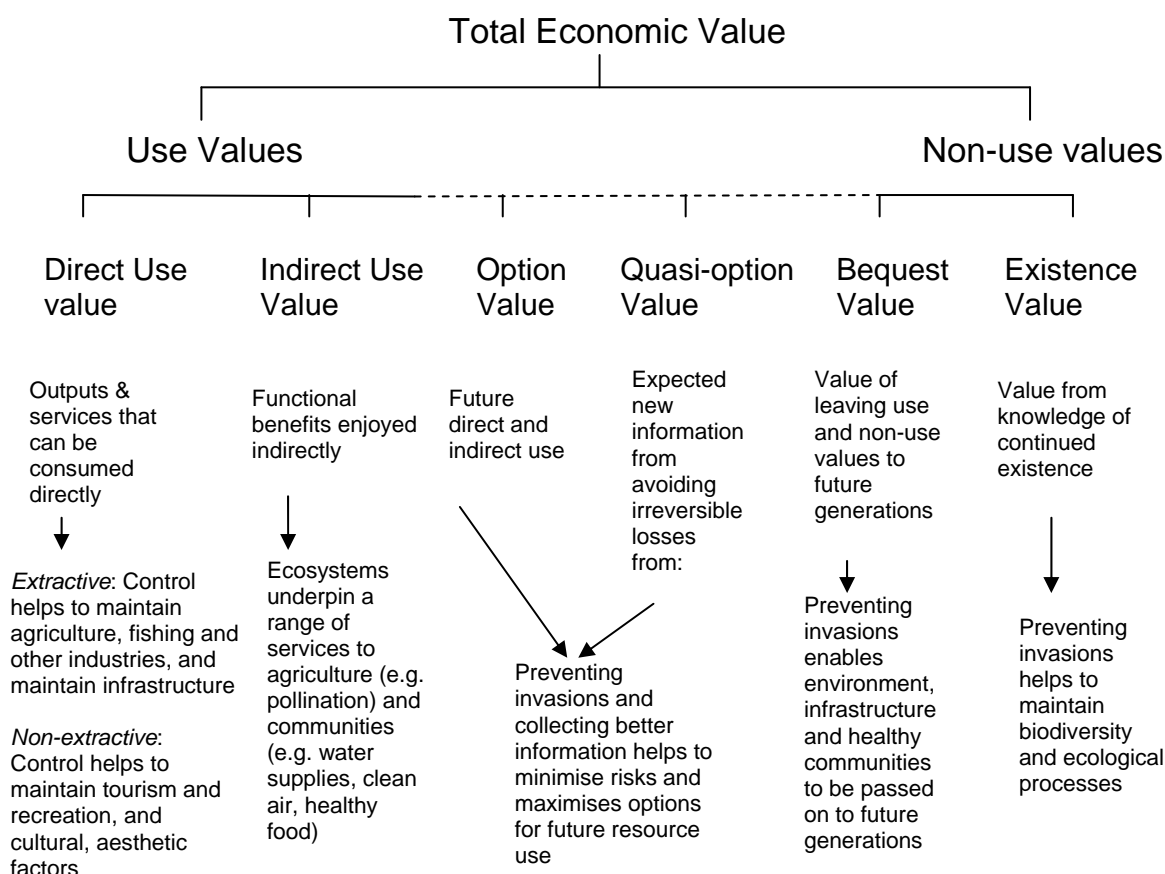 Total Economic Value
Use Values
Non-use values
Direct Use
value
Indirect Use
Value
Option
Value
Quasi-option
Value
Bequest
Value
Existence
Value
Outputs &
services that
can be
consumed
directly
Functional
benefits enjoyed
indirectly
Future
direct and
indirect use
Expected
new
information
from
avoiding
irreversible
losses
from:
Value of
leaving use
and non-use
values to
future
generations
Value from
knowledge of
continued
existence
Extractive: Control
helps to maintain
agriculture, fishing and
other industries, and
maintain infrastructure
Non-extractive:
Control helps to
maintain tourism and
recreation, and
cultural, aesthetic
factors
Ecosystems
underpin a
range of
services to
agriculture (e.g.
pollination) and
communities
(e.g. water
supplies, clean
air, healthy
food)
Preventing
invasions and
collecting better
information helps to
minimise risks and
maximises options
for future resource
use
Preventing
invasions
enables
environment,
infrastructure
and healthy
communities
to be passed
on to future
generations
Preventing
invasions
helps to
maintain
biodiversity
and ecological
processes